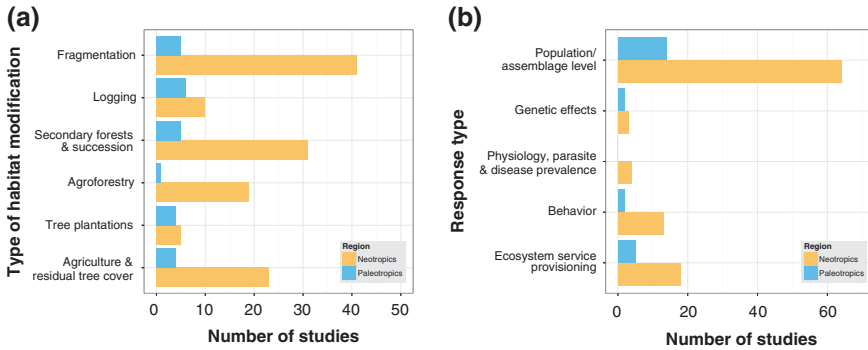 (a)
Type of habitat modification
Fragmentation
Logging
Secondary forests
& succession
Agroforestry
Tree plantations
Agriculture &
residual tree cover
Region
Neotropics
Paleotropics
0 10 20 30 40 50
Number of studies
(b)
Response type
Population/
assemblage level
Genetic effects
Physiology, parasite
& disease prevalence
Behavior
Ecosystem service
provisioning
Region
Neotropics
Paleotropics
0 20 40 60
Number of studies